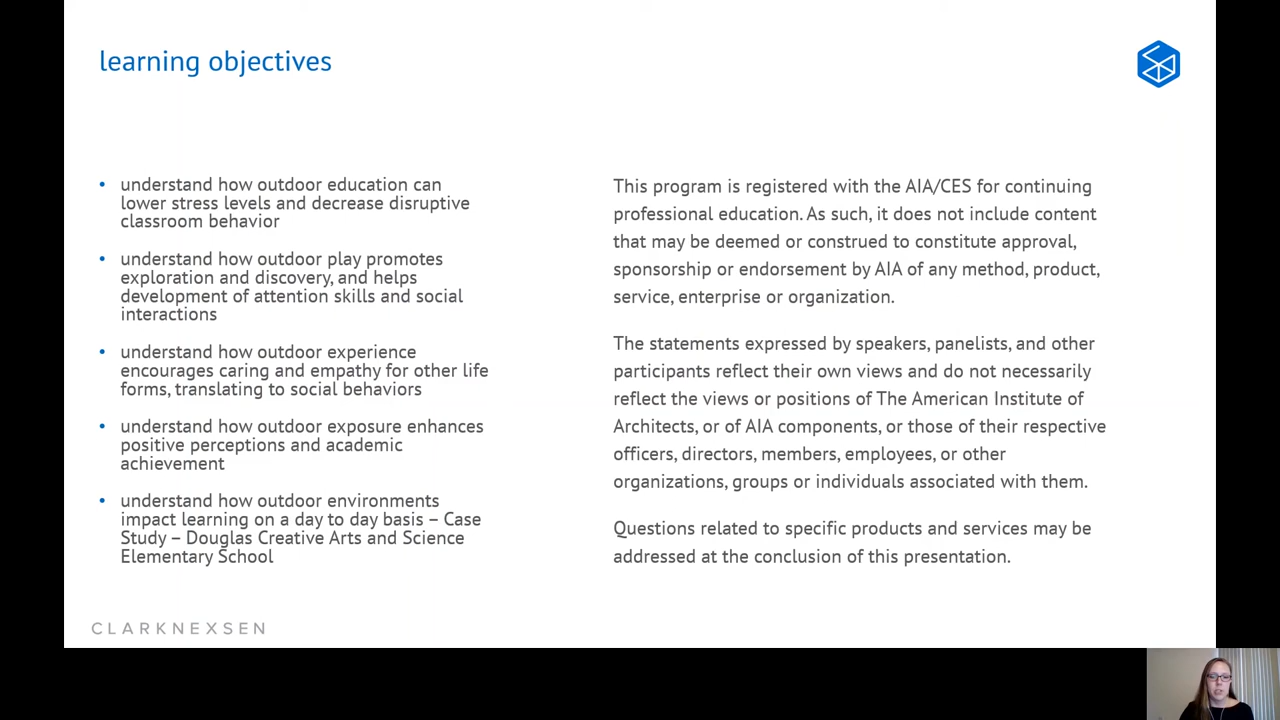 learning objectives
• understand how outdoor education can
lower stress levels and decrease disruptive
classroom behavior
• understand how outdoor play promotes
exploration and discovery, and helps
development of attention skills and social
interactions
• understand how outdoor experience
encourages caring and empathy for other life
forms, translating to social behaviors
• understand how outdoor exposure enhances
positive perceptions and academic
achievement
• understand how outdoor environments
impact learning on a day to day basis – Case
Study – Douglas Creative Arts and Science
Elementary School
This program is registered with the AIA/CES for continuing
professional education. As such, it does not include content
that may be deemed or construed to constitute approval,
sponsorship or endorsement by AIA of any method, product,
service, enterprise or organization.
The statements expressed by speakers, panelists, and other
participants reflect their own views and do not necessarily
reflect the views or positions of The American Institute of
Architects, or of AIA components, or those of their respective
officers, directors, members, employees, or other
organizations, groups or individuals associated with them.
Questions related to specific products and services may be
addressed at the conclusion of this presentation.
CLARKNEXSEN